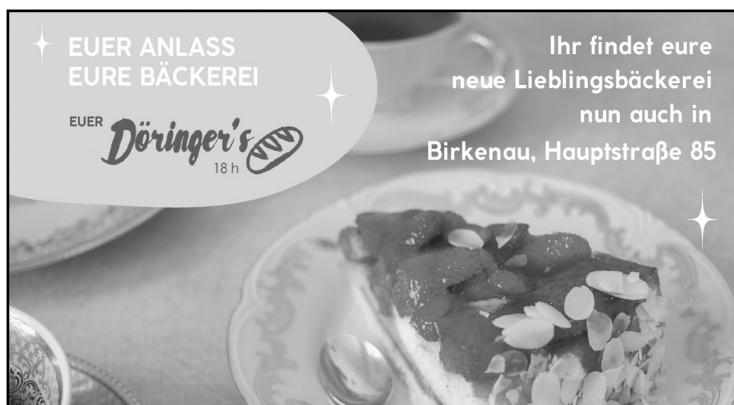 EUER ANLASS
EURE BÄCKEREI
EUER
Döringer's
18 h
Ihr findet eure
neue Lieblingsbäckerei
nun auch in
Birkenau, Hauptstraße 85